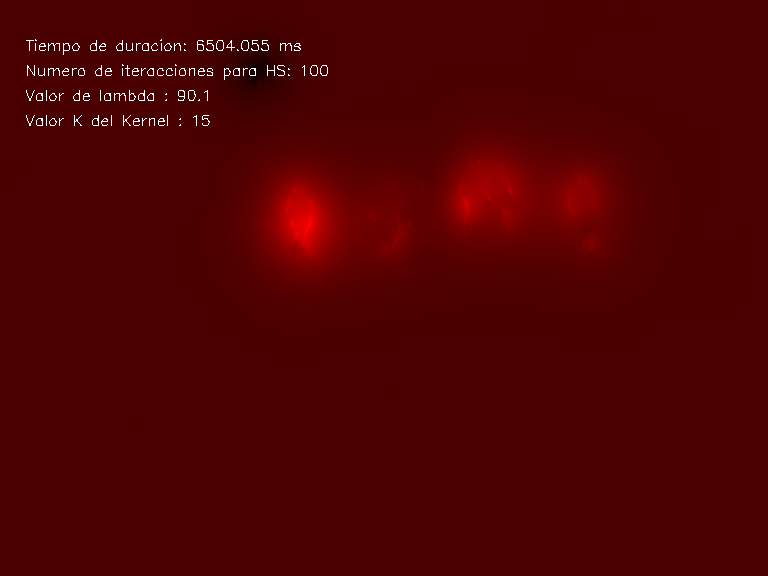 Tiempo de duracion: 6504.055 ms
Numero de iteracciones para HS: 100
Valor de lambda : 90.1
Valor K del Kernel : 15